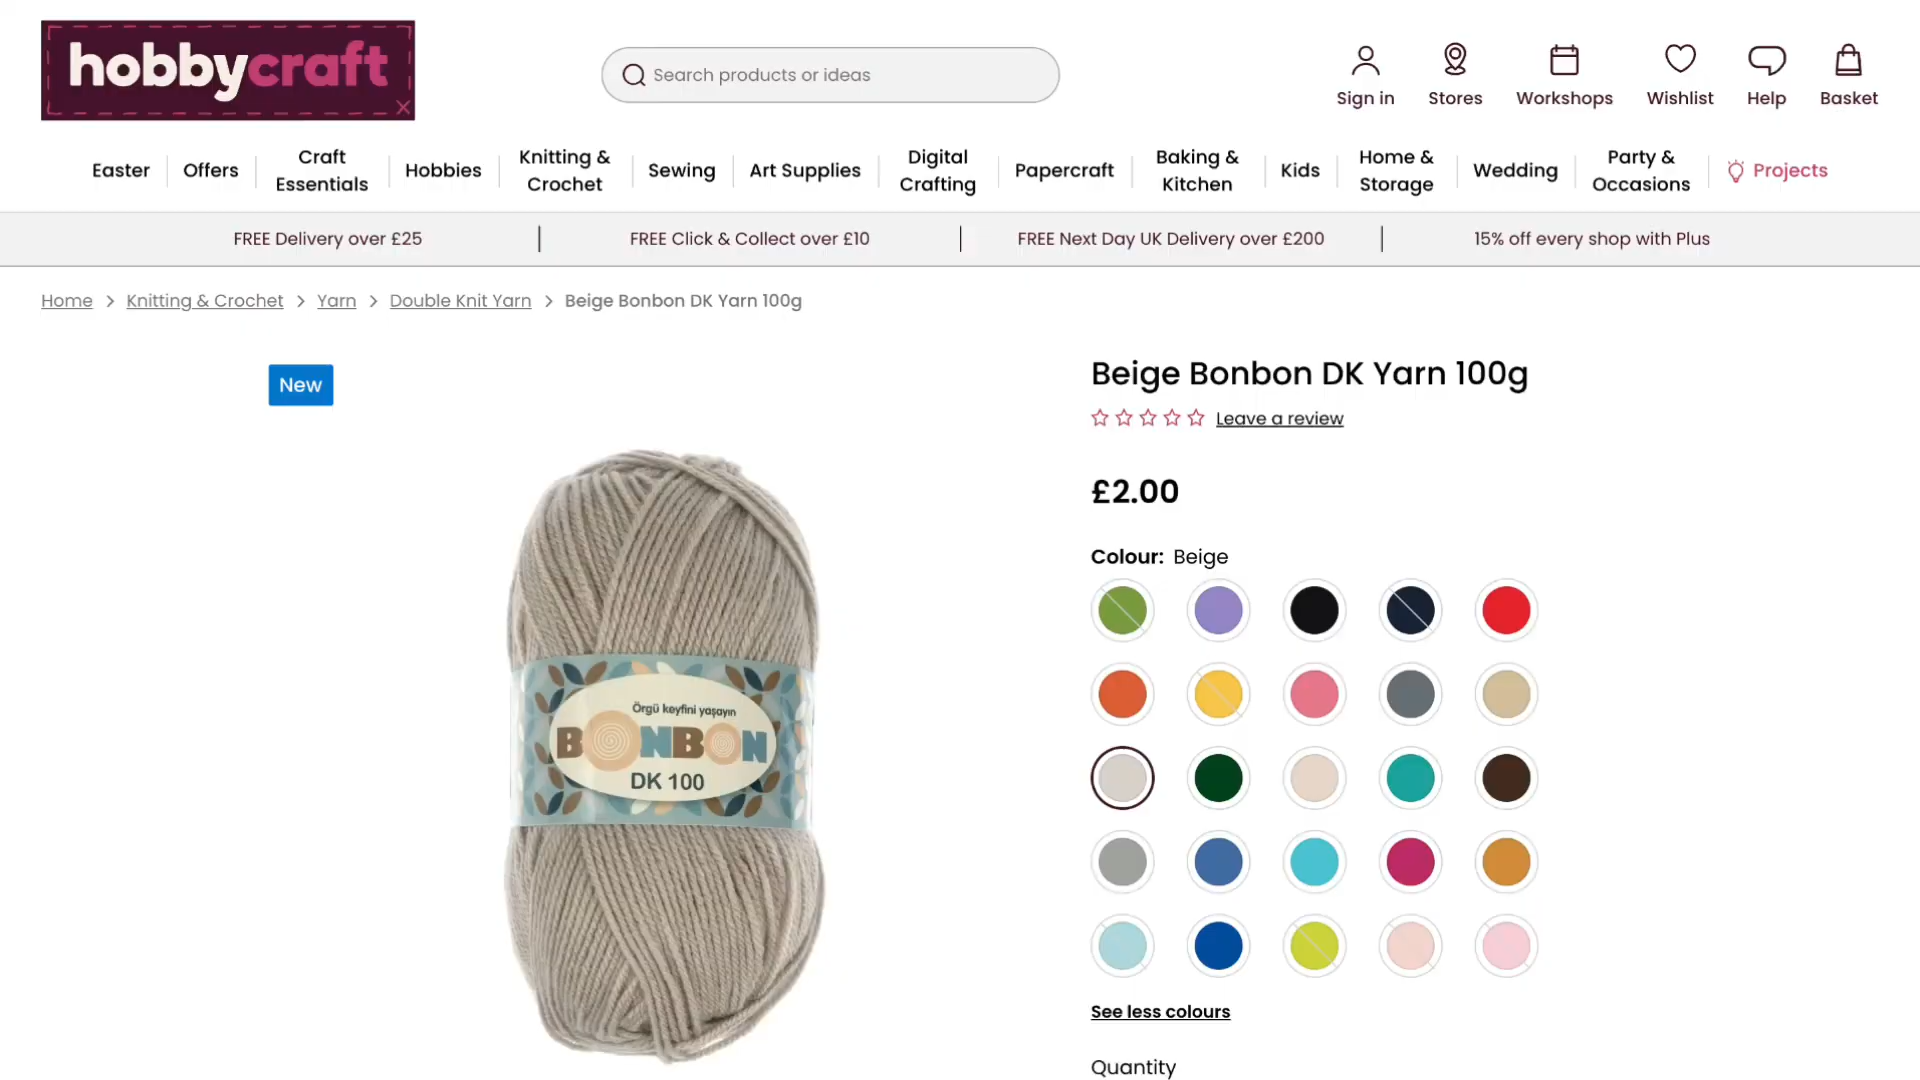 hobbycraft
Search products or ideas
Sign in
Stores
Workshops
Wishlist
Help
Basket
Easter
Offers
Craft
Essentials
Hobbies
Knitting &
Crochet
Sewing
Art Supplies
Digital
Crafting
Papercraft
Baking &
Kitchen
Kids
Home &
Storage
Wedding
Party &
Occasions
Projects
FREE Delivery over £25
FREE Click & Collect over £10
FREE Next Day UK Delivery over £200
15% off every shop with Plus
Home > Knitting & Crochet > Yarn > Double Knit Yarn > Beige Bonbon DK Yarn 100g
New
Örgü keyfini yaşayın
BONBON
DK 100
Beige Bonbon DK Yarn 100g
Leave a review
£2.00
Colour: Beige
See less colours
Quantity